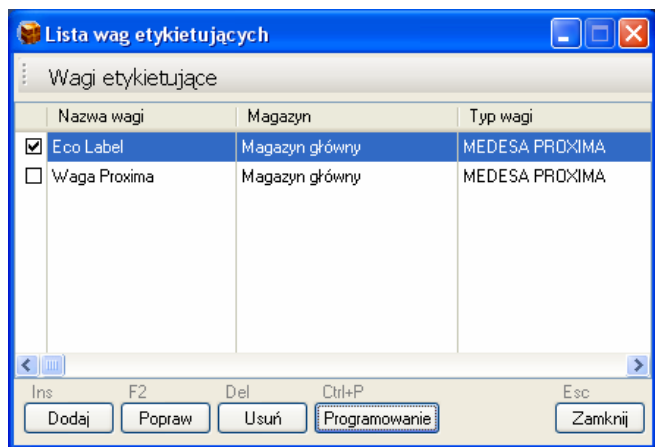 Lista wag etykietujących
Wagi etykietujące
Nazwa wagi Magazyn Typ wagi
Eco Label Magazyn główny MEDESA PROXIMA
Waga Proxima Magazyn główny MEDESA PROXIMA
Ins F2 Del Ctrl+P Esc
Dodaj Popraw Usuń Programowanie Zamknij